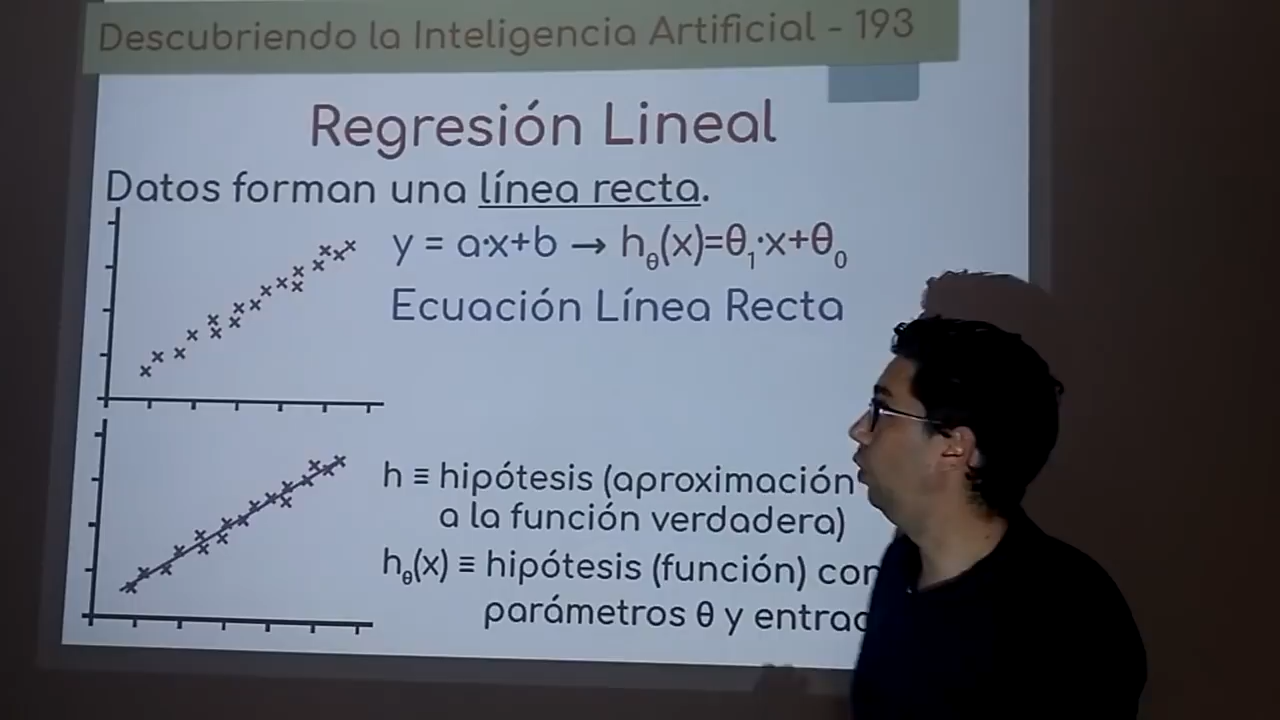 Descubriendo la Inteligencia Artificial - 193
Regresión Lineal
Datos forman una línea recta.
y = a·x+b → hθ(x)=θ₁·x+θ₀
Ecuación Línea Recta
h ≡ hipótesis (aproximación
a la función verdadera)
hθ(x) ≡ hipótesis (función) con
parámetros θ y